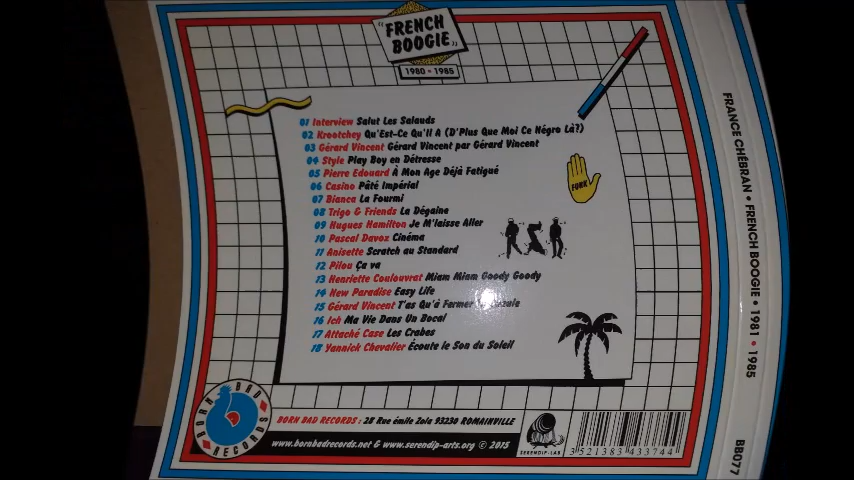 "FRENCH
BOOGIE"
1980 • 1985
01 Interview Salut Les Salauds
02 Krootchey Qu'Est-Ce Qu'Il A (D'Plus Que Moi Ce Négro Là?)
03 Gérard Vincent Gérard Vincent par Gérard Vincent
04 Style Play Boy en Détresse
05 Pierre Edouard À Mon Age Déjà Fatigué
06 Casino Pâté Impérial
07 Bianca La Fourmi
08 Trigo & Friends La Dégaine
09 Hugues Hamilton Je M'laisse Aller
10 Pascal Davoz Cinéma
11 Anisette Scratch au Standard
12 Pilou Ça va
13 Henriette Coulouvrat Miam Miam Goody Goody
14 New Paradise Easy Life
15 Gérard Vincent T'as Qu'à Fermer
16 Ich Ma Vie Dans Un Bocal
17 Attaché Case Les Crabes
18 Yannick Chevalier Écoute le Son du Soleil
FUNK
BORN BAD RECORDS
BORN BAD RECORDS : 28 Rue émile Zola 93230 ROMAINVILLE
www.bornbadrecords.net & www.serendip-arts.org © 2015
SERENDIP-LAB
3 521383 433744
FRANCE CHÉBRAN • FRENCH BOOGIE • 1981 • 1985
BB077